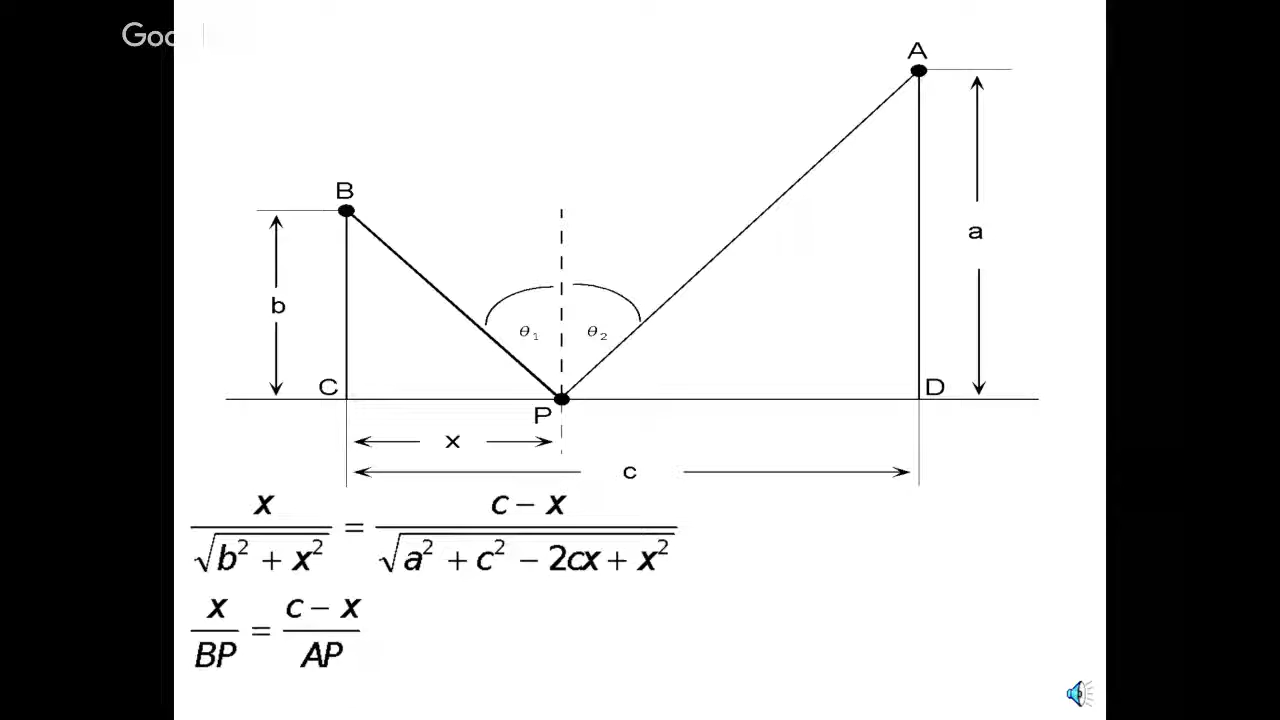 A
B
a
b
θ₁ θ₂
C D
P
x
c
x/√(b² + x²) = (c − x)/√(a² + c² − 2cx + x²)
x/BP = (c − x)/AP